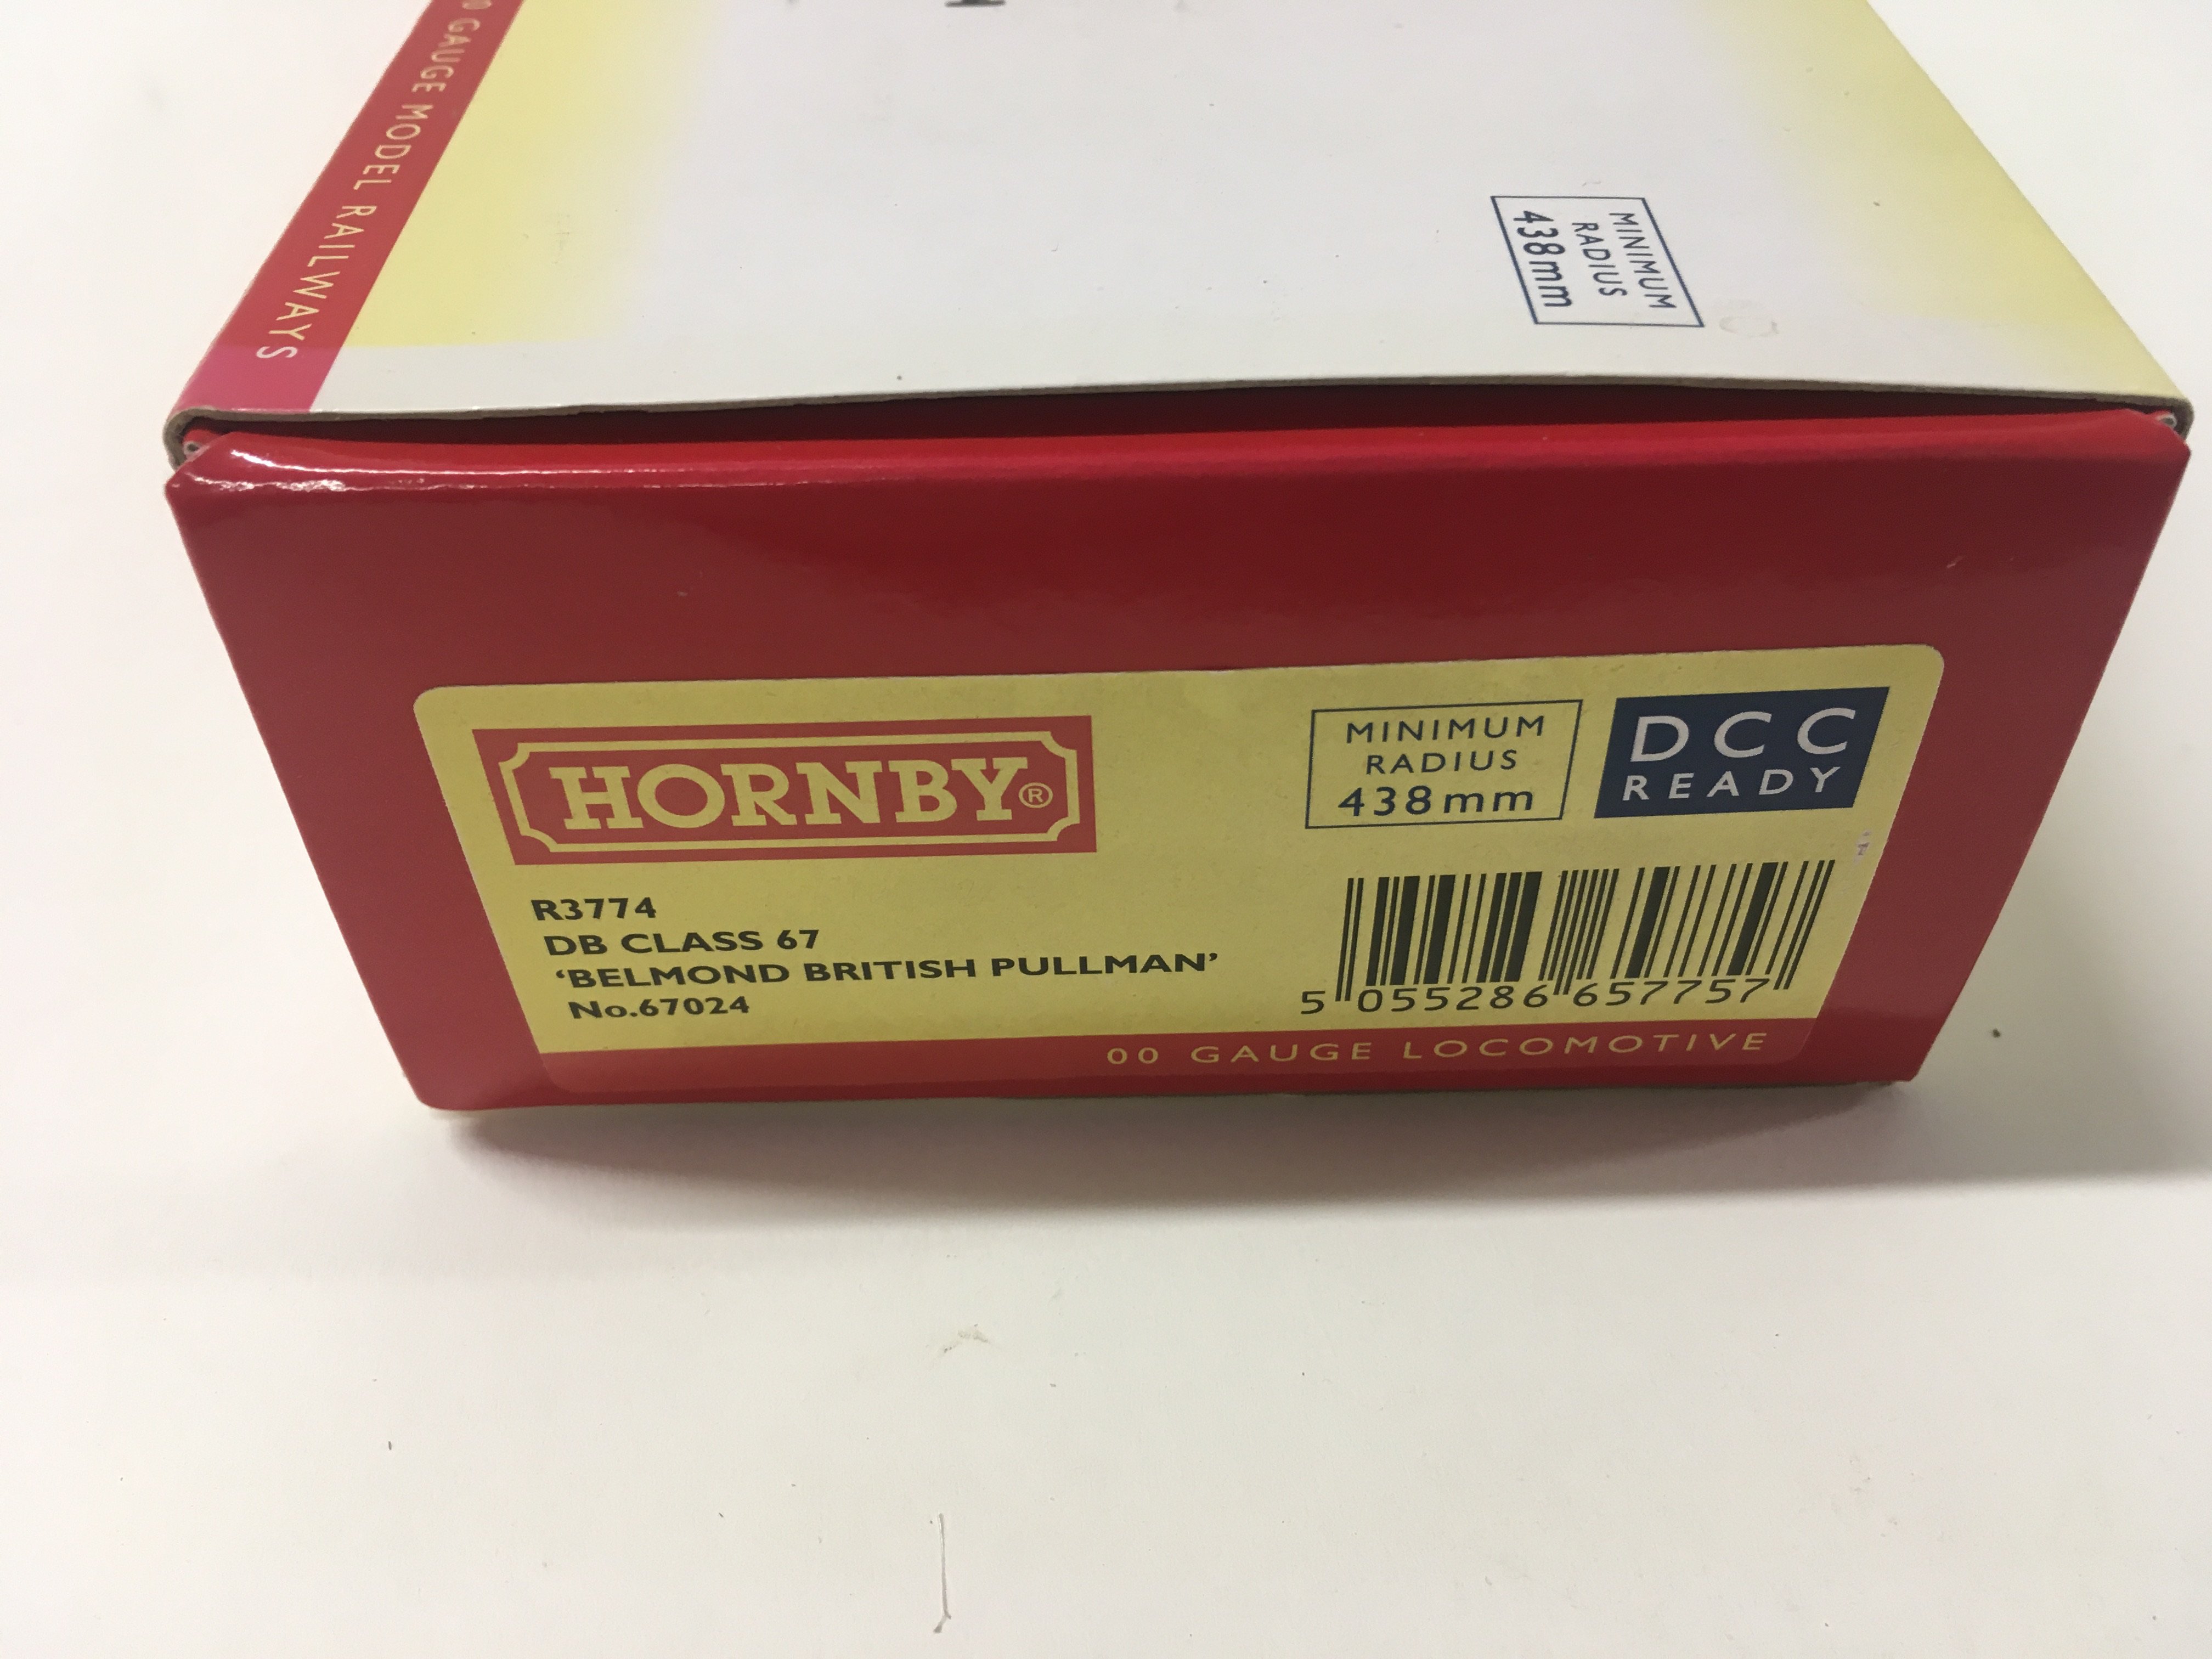 GAUGE MODEL RAILWAYS
MINIMUM
RADIUS
438mm
HORNBY®
MINIMUM
RADIUS
438mm
DCC
READY
R3774
DB CLASS 67
‘BELMOND BRITISH PULLMAN’
No.67024
5 055286 657757
00 GAUGE LOCOMOTIVE